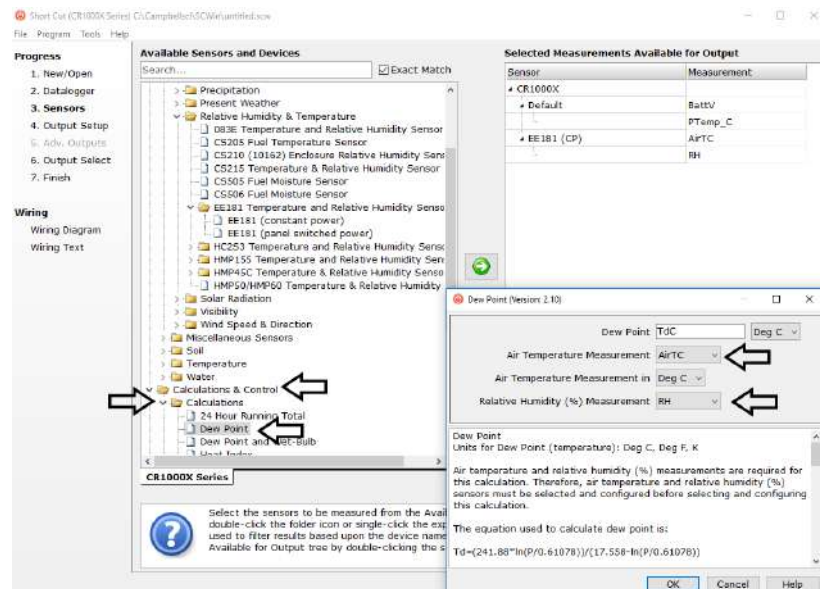 Short Cut (CR1000X Series) C:\Campbellsci\SCWin\untitled.scw
File Program Tools Help
Progress
1. New/Open
2. Datalogger
3. Sensors
4. Output Setup
5. Adv. Outputs
6. Output Select
7. Finish
Wiring
Wiring Diagram
Wiring Text
Available Sensors and Devices
Search...
Exact Match
Precipitation
Present Weather
Relative Humidity & Temperature
083E Temperature and Relative Humidity Sensor
CS205 Fuel Temperature Sensor
CS210 (10162) Enclosure Relative Humidity Sens
CS215 Temperature & Relative Humidity Sensor
CS505 Fuel Moisture Sensor
CS506 Fuel Moisture Sensor
EE181 Temperature and Relative Humidity Senso
EE181 (constant power)
EE181 (panel switched power)
HC2S3 Temperature and Relative Humidity Senso
HMP155 Temperature and Relative Humidity Sen
HMP45C Temperature & Relative Humidity Senso
HMP50/HMP60 Temperature & Relative Humidity
Solar Radiation
Visibility
Wind Speed & Direction
Miscellaneous Sensors
Soil
Temperature
Water
Calculations & Control
Calculations
24 Hour Running Total
Dew Point
Dew Point and Wet-Bulb
Heat Index
CR1000X Series
Select the sensors to be measured from the Avai
double-click the folder icon or single-click the exp
used to filter results based upon the device name
Available for Output tree by double-clicking the s
Selected Measurements Available for Output
Sensor Measurement
CR1000X
Default BattV
PTemp_C
EE181 (CP) AirTC
RH
Dew Point (Version: 2.10)
Dew Point TdC Deg C
Air Temperature Measurement AirTC
Air Temperature Measurement in Deg C
Relative Humidity (%) Measurement RH
Dew Point
Units for Dew Point (temperature): Deg C, Deg F, K
Air temperature and relative humidity (%) measurements are required for
this calculation. Therefore, air temperature and relative humidity (%)
sensors must be selected and configured before selecting and configuring
this calculation.
The equation used to calculate dew point is:
Td=(241.88*ln(P/0.61078))/(17.558-ln(P/0.61078))
OK Cancel Help